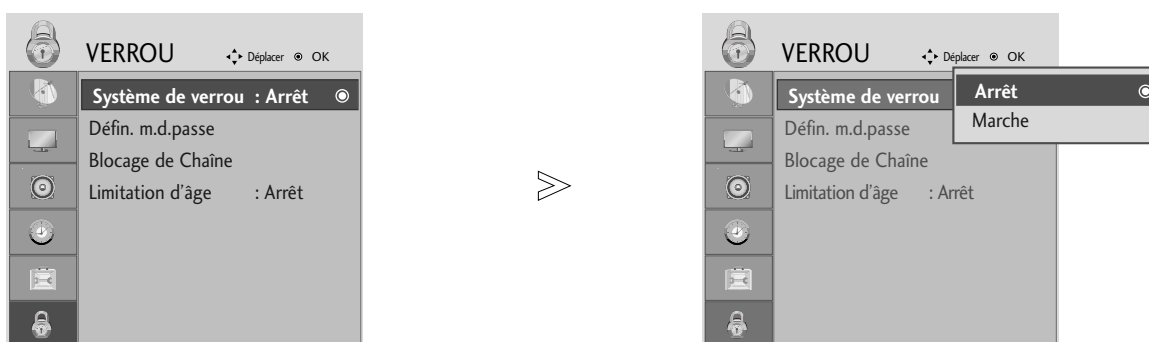 VERROU Déplacer OK
Système de verrou : Arrêt
Défin. m.d.passe
Blocage de Chaîne
Limitation d'âge : Arrêt
VERROU Déplacer OK
Système de verrou Arrêt
Défin. m.d.passe Marche
Blocage de Chaîne
Limitation d'âge : Arrêt